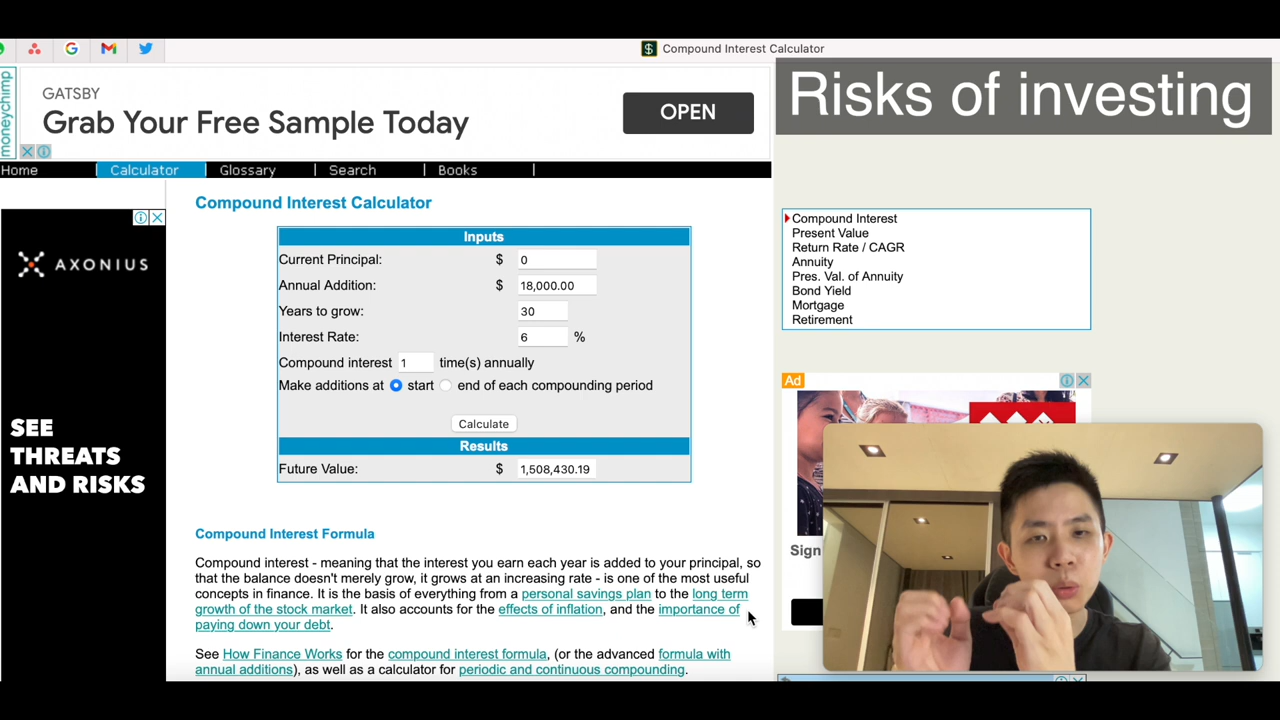 Compound Interest Calculator
Risks of investing
moneychimp
GATSBY
Grab Your Free Sample Today
OPEN
Home
Calculator
Glossary
Search
Books
Compound Interest Calculator
Inputs
Current Principal: $ 0
Annual Addition: $ 18,000.00
Years to grow: 30
Interest Rate: 6 %
Compound interest 1 time(s) annually
Make additions at start end of each compounding period
Calculate
Results
Future Value: $ 1,508,430.19
Compound Interest
Present Value
Return Rate / CAGR
Annuity
Pres. Val. of Annuity
Bond Yield
Mortgage
Retirement
AXONIUS
SEE
THREATS
AND RISKS
Ad
Sign
Compound Interest Formula
Compound interest - meaning that the interest you earn each year is added to your principal, so
that the balance doesn't merely grow, it grows at an increasing rate - is one of the most useful
concepts in finance. It is the basis of everything from a personal savings plan to the long term
growth of the stock market. It also accounts for the effects of inflation, and the importance of
paying down your debt.
See How Finance Works for the compound interest formula, (or the advanced formula with
annual additions), as well as a calculator for periodic and continuous compounding.